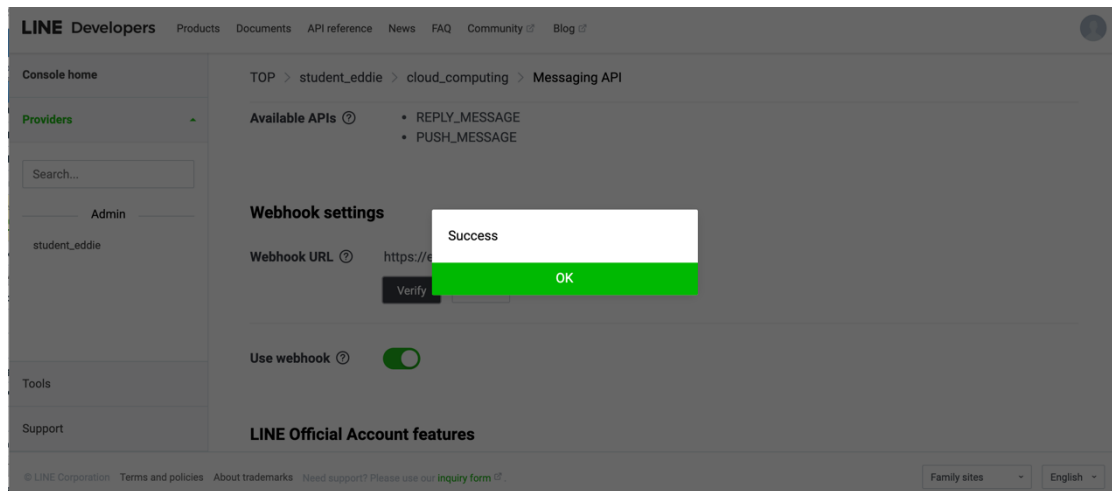 LINE Developers Products Documents API reference News FAQ Community Blog
Console home
TOP > student_eddie > cloud_computing > Messaging API
Providers
Available APIs
• REPLY_MESSAGE
• PUSH_MESSAGE
Search...
Admin
student_eddie
Webhook settings
Success
Webhook URL https://e
OK
Verify
Use webhook
Tools
Support
LINE Official Account features
© LINE Corporation Terms and policies About trademarks Need support? Please use our inquiry form.
Family sites
English